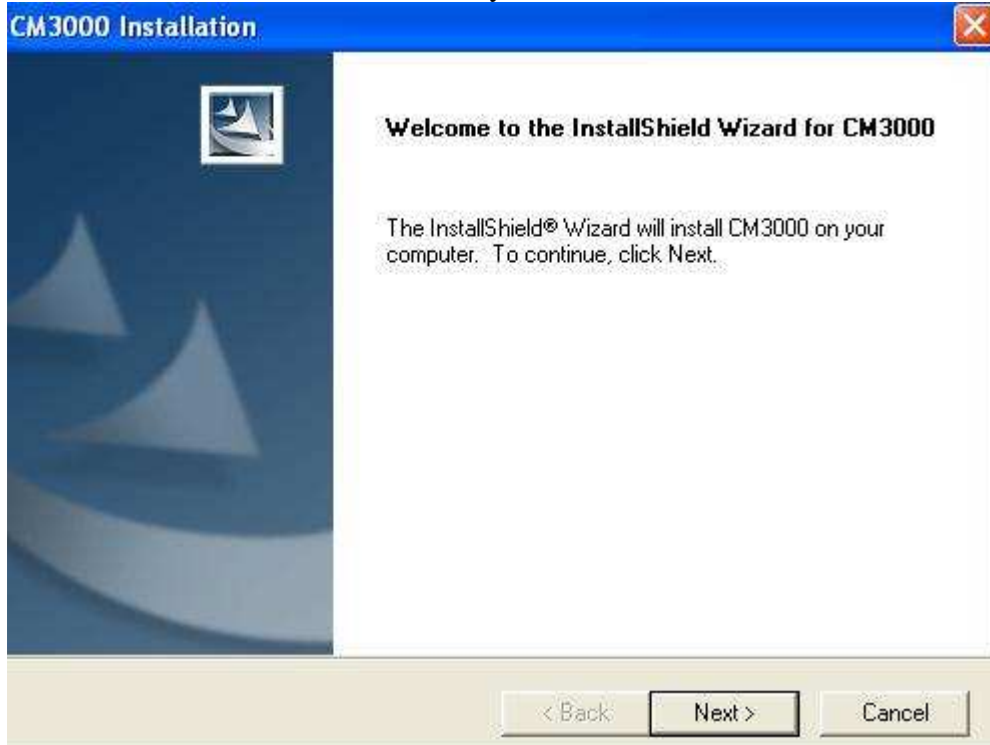 CM3000 Installation
Welcome to the InstallShield Wizard for CM3000
The InstallShield® Wizard will install CM3000 on your
computer. To continue, click Next.
< Back
Next >
Cancel